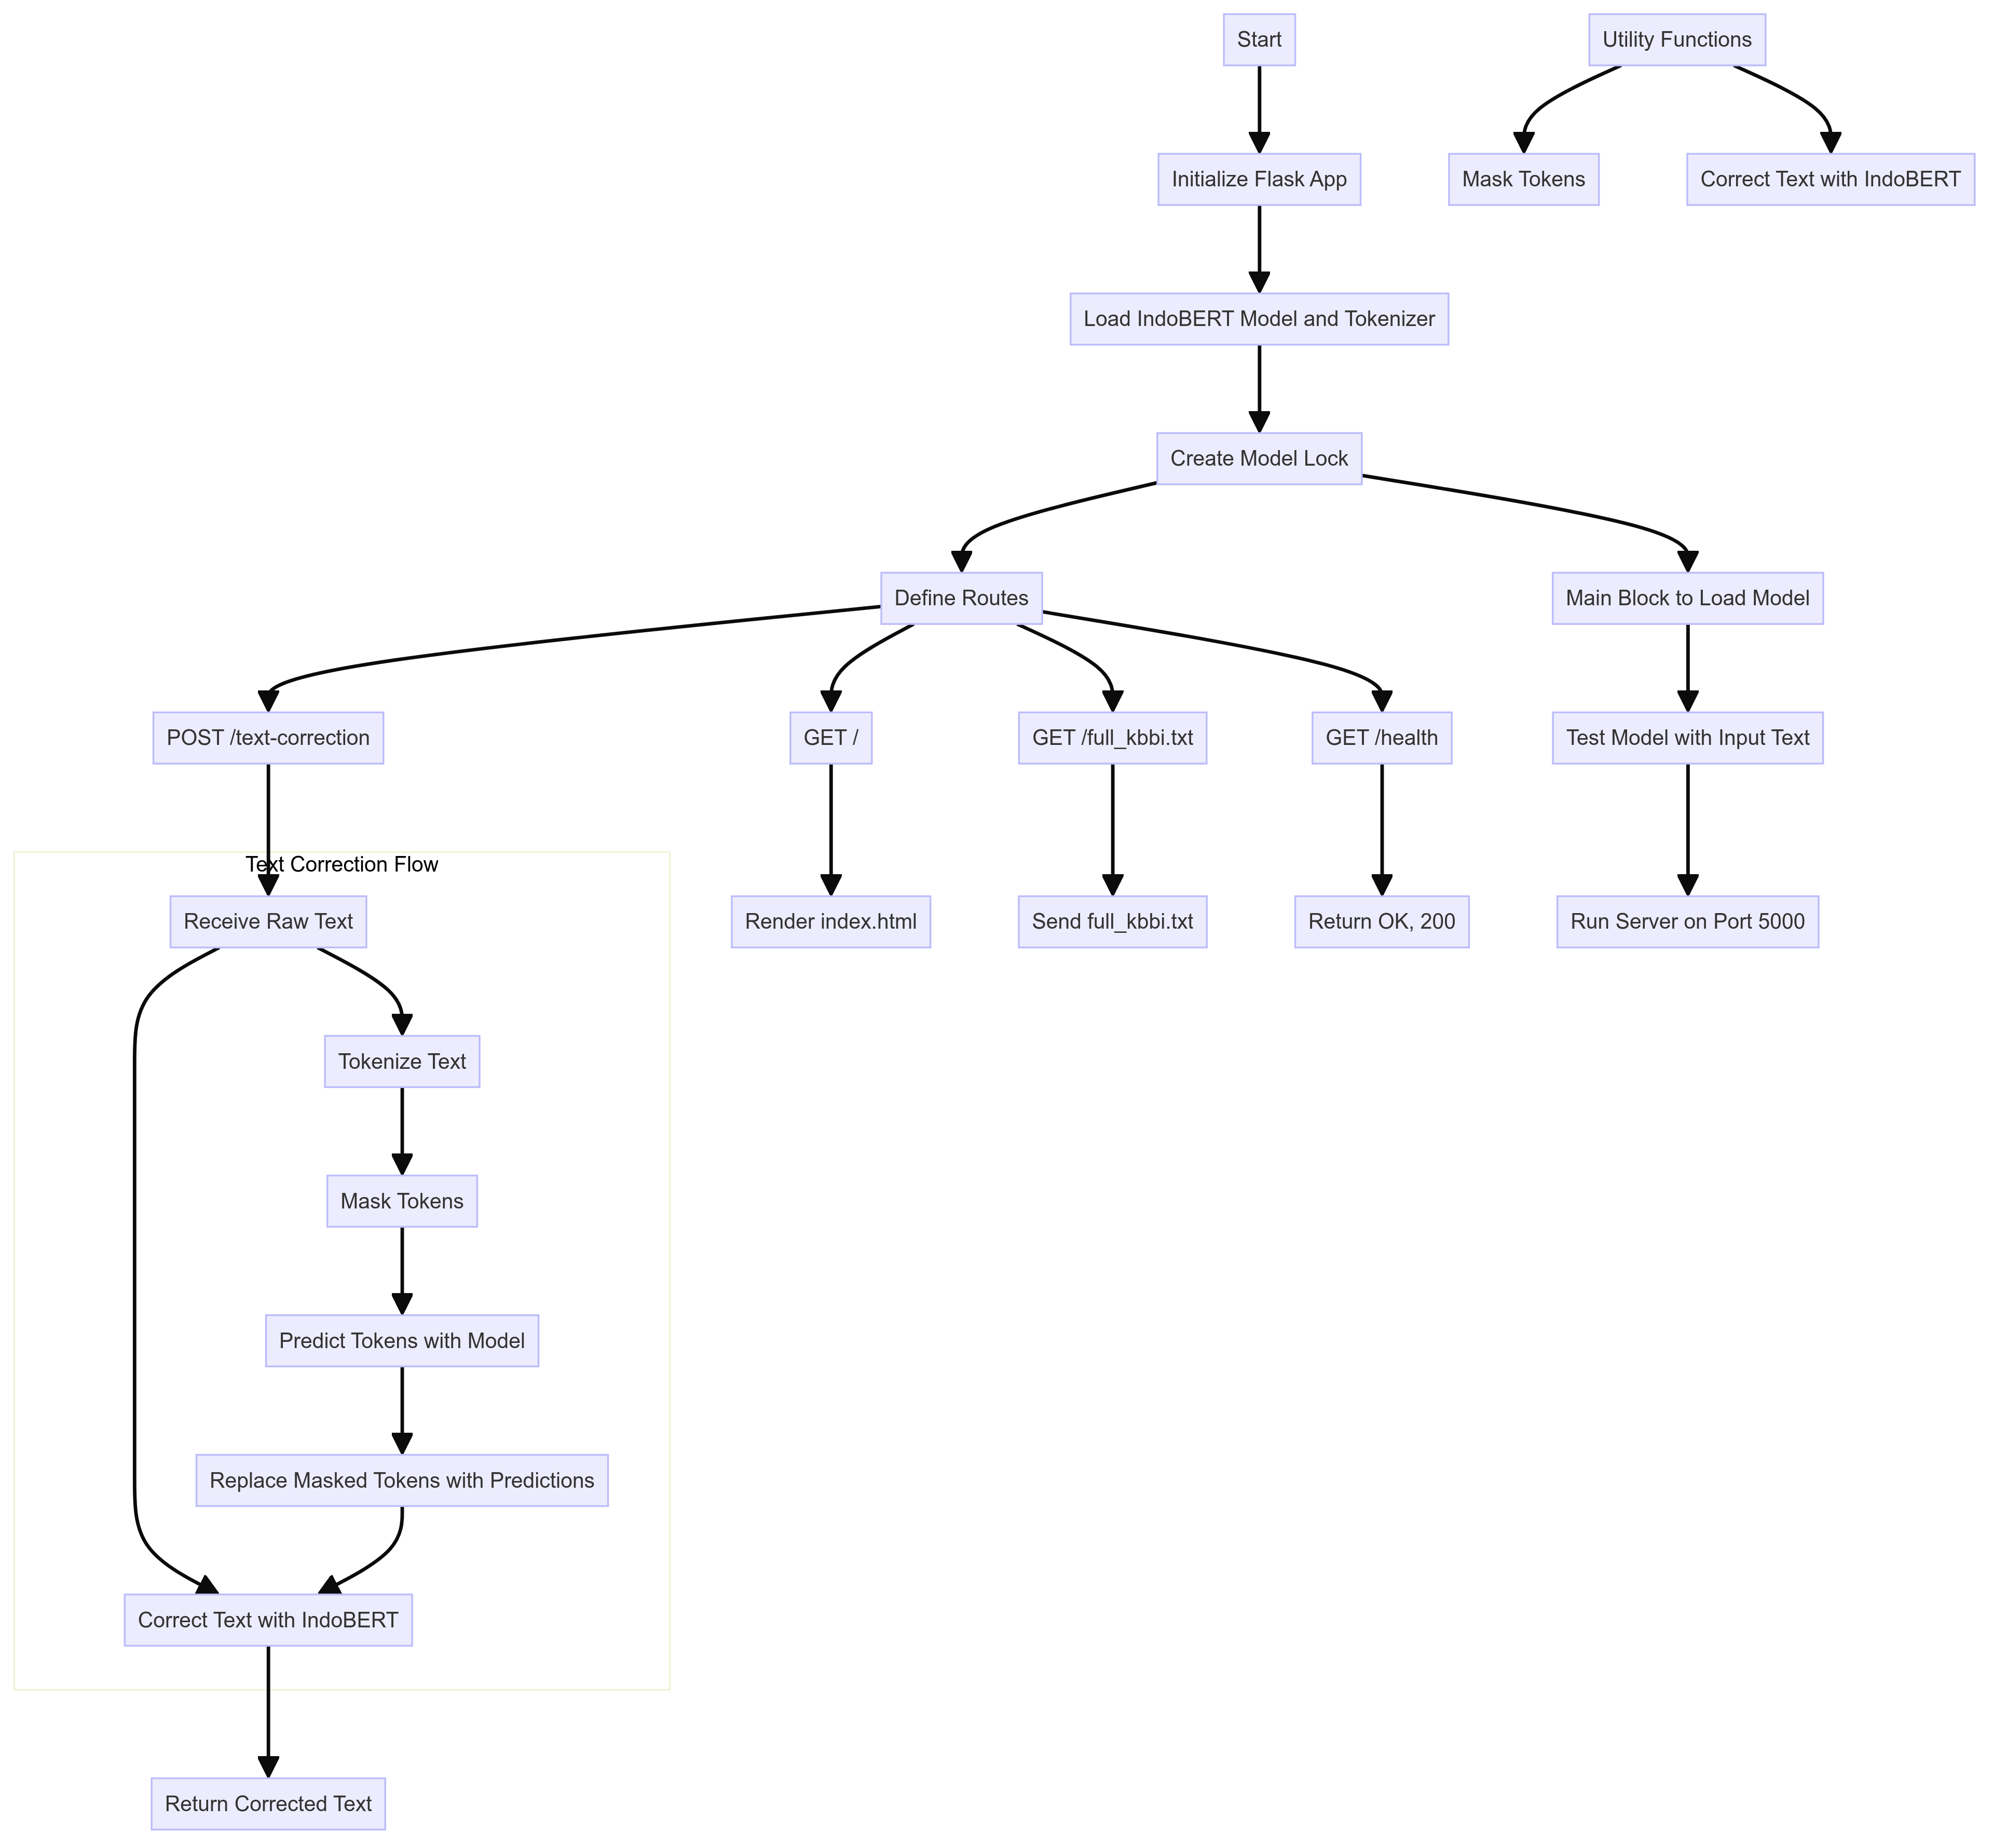 Start
Utility Functions
Initialize Flask App
Mask Tokens
Correct Text with IndoBERT
Load IndoBERT Model and Tokenizer
Create Model Lock
Define Routes
Main Block to Load Model
POST /text-correction
GET /
GET /full_kbbi.txt
GET /health
Test Model with Input Text
Text Correction Flow
Receive Raw Text
Render index.html
Send full_kbbi.txt
Return OK, 200
Run Server on Port 5000
Tokenize Text
Mask Tokens
Predict Tokens with Model
Replace Masked Tokens with Predictions
Correct Text with IndoBERT
Return Corrected Text